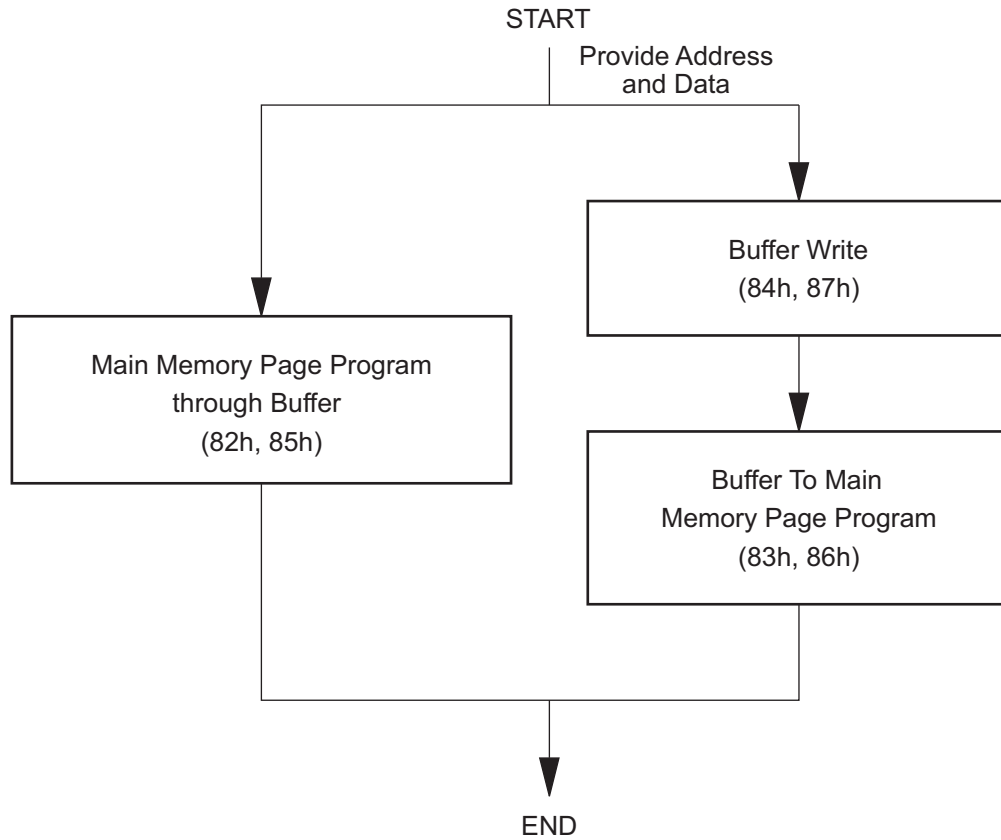 START
Provide Address
and Data
Buffer Write
(84h, 87h)
Main Memory Page Program
through Buffer
(82h, 85h)
Buffer To Main
Memory Page Program
(83h, 86h)
END